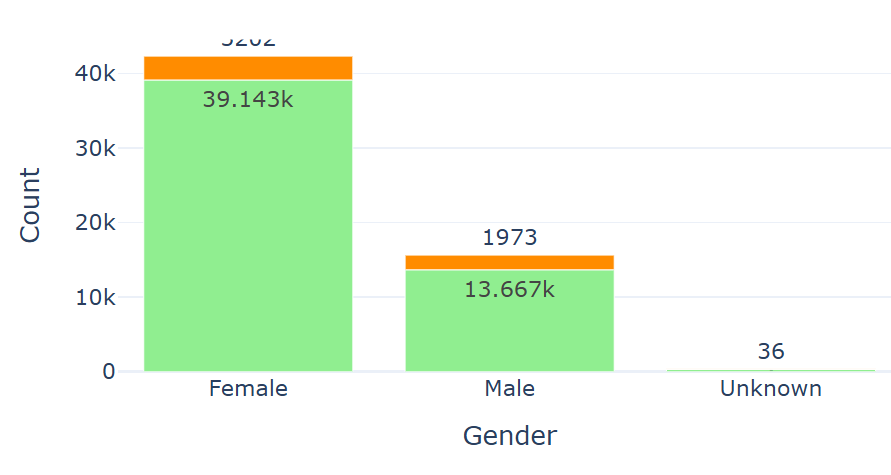 40k
39.143k
30k
20k
1973
13.667k
10k
36
0
Female
Male
Unknown
Gender
Count